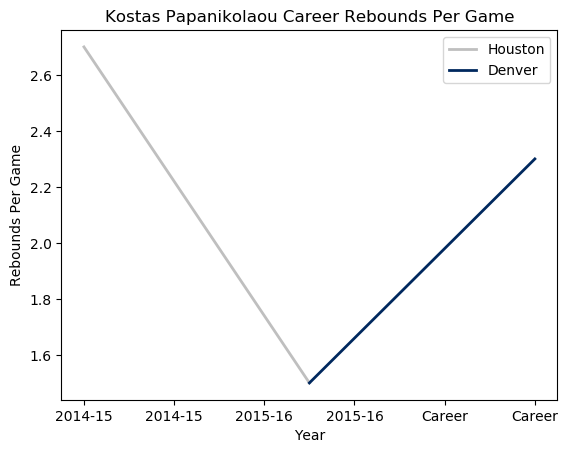 Kostas Papanikolaou Career Rebounds Per Game
Houston
Denver
Rebounds Per Game
2.6
2.4
2.2
2.0
1.8
1.6
2014-15 2014-15 2015-16 2015-16 Career Career
Year